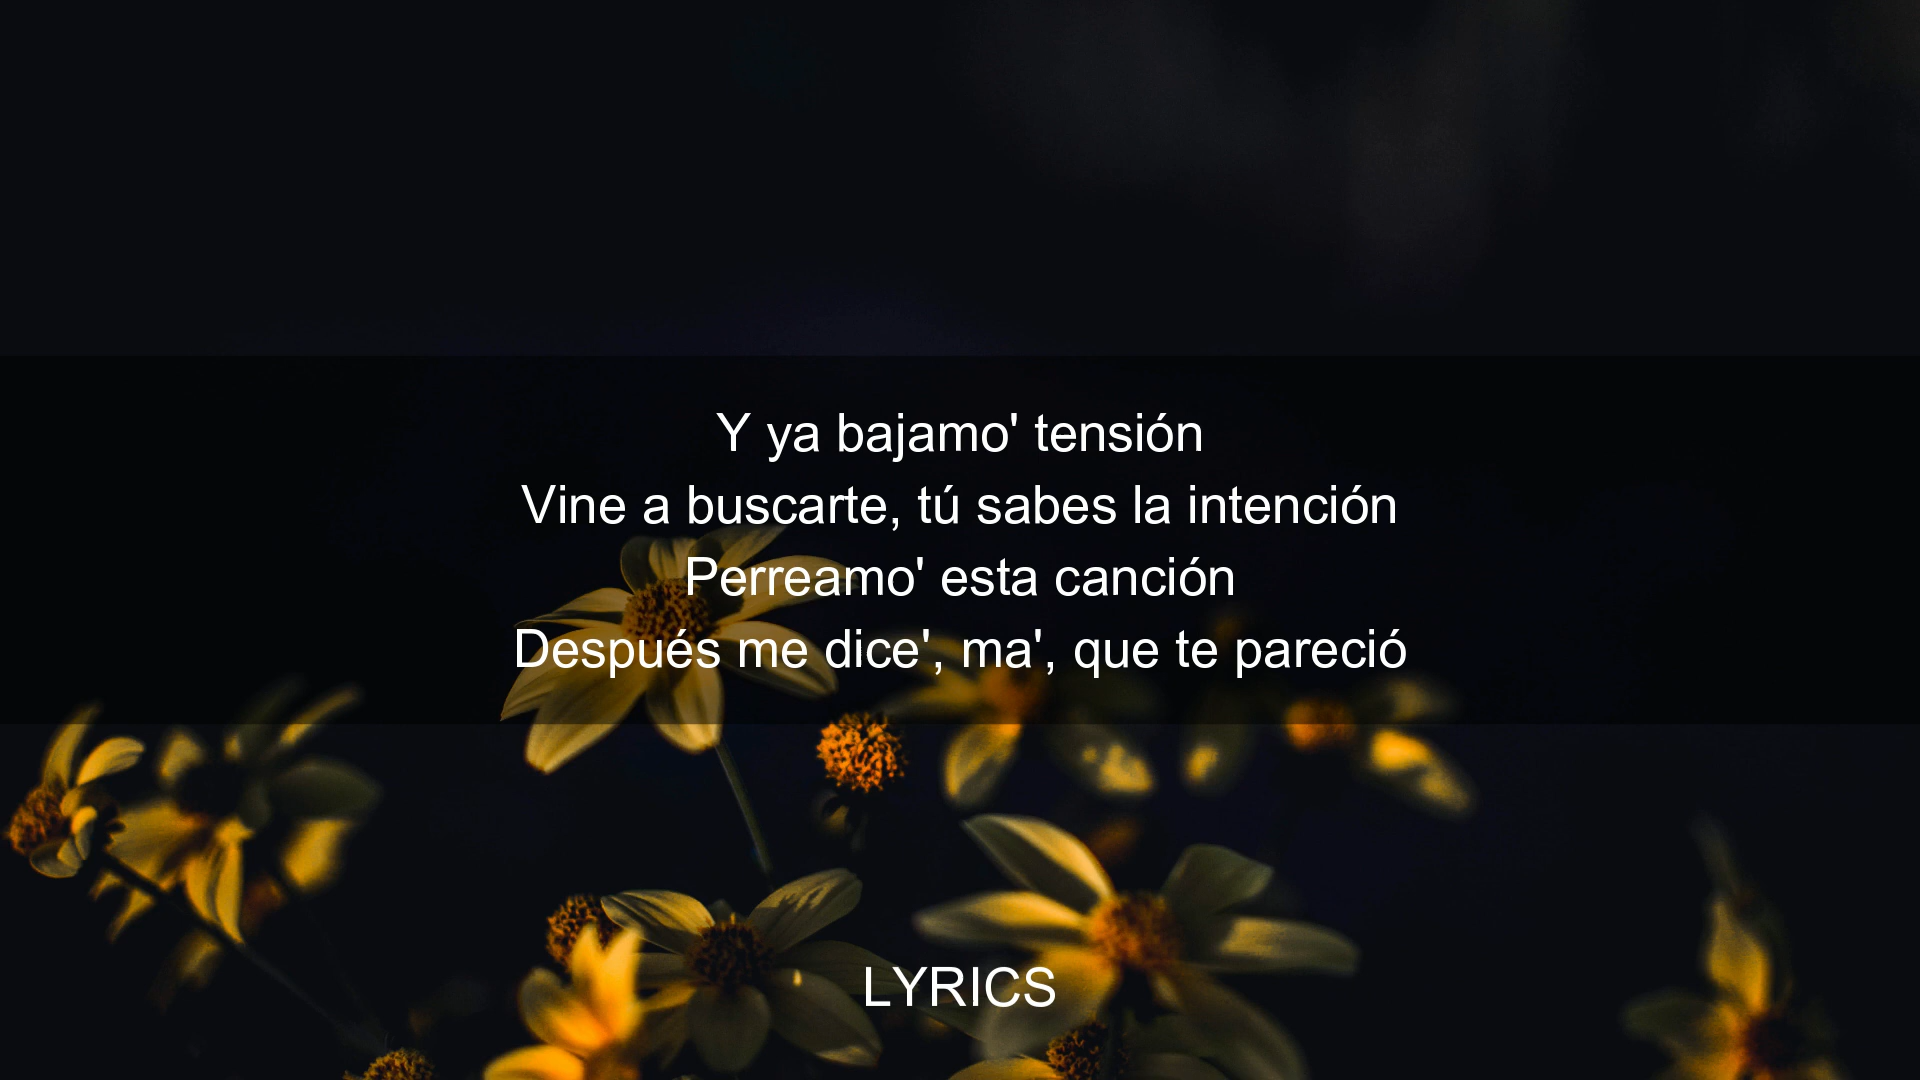 Y ya bajamo' tensión
Vine a buscarte, tú sabes la intención
Perreamo' esta canción
Después me dice', ma', que te pareció
LYRICS